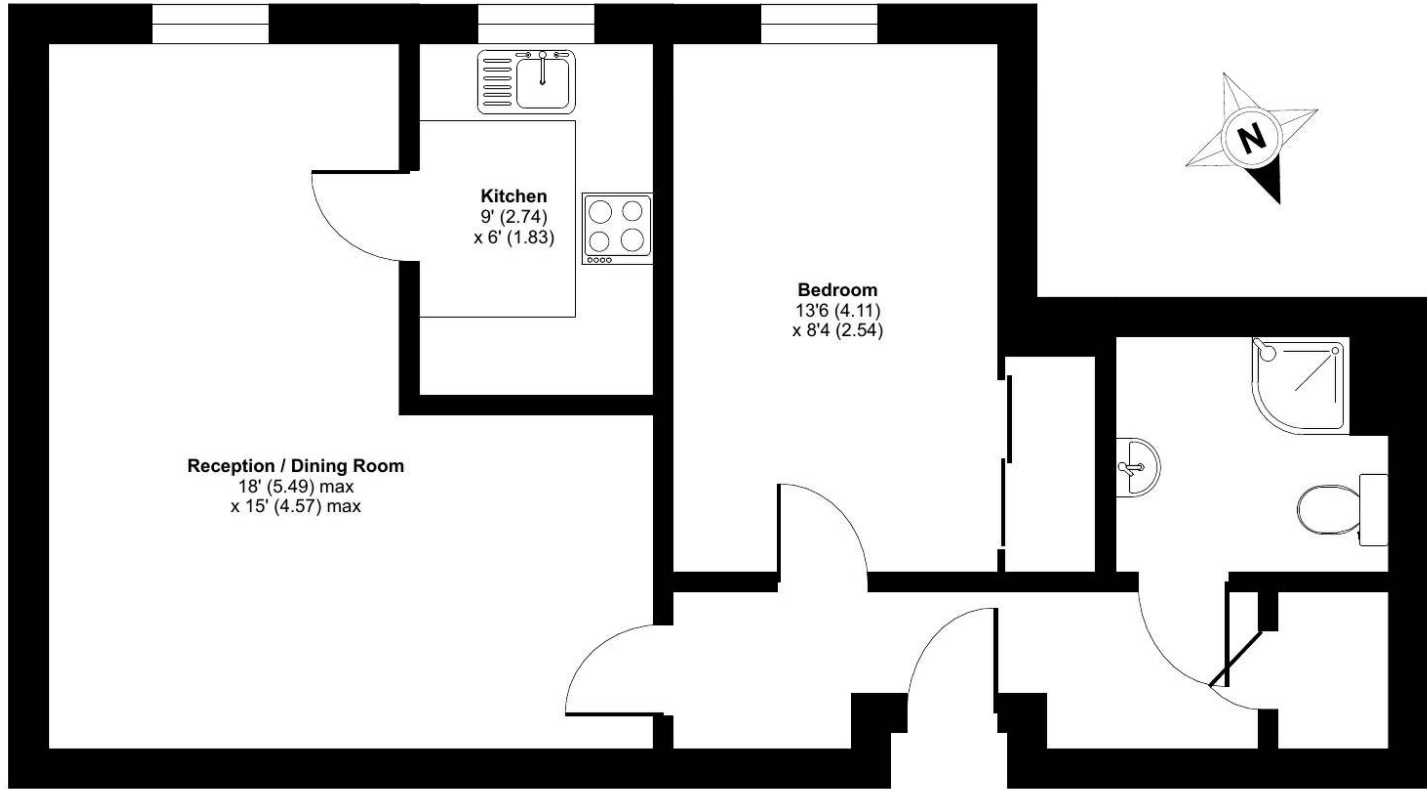 N
Kitchen
9' (2.74)
x 6' (1.83)
Bedroom
13'6 (4.11)
x 8'4 (2.54)
Reception / Dining Room
18' (5.49) max
x 15' (4.57) max